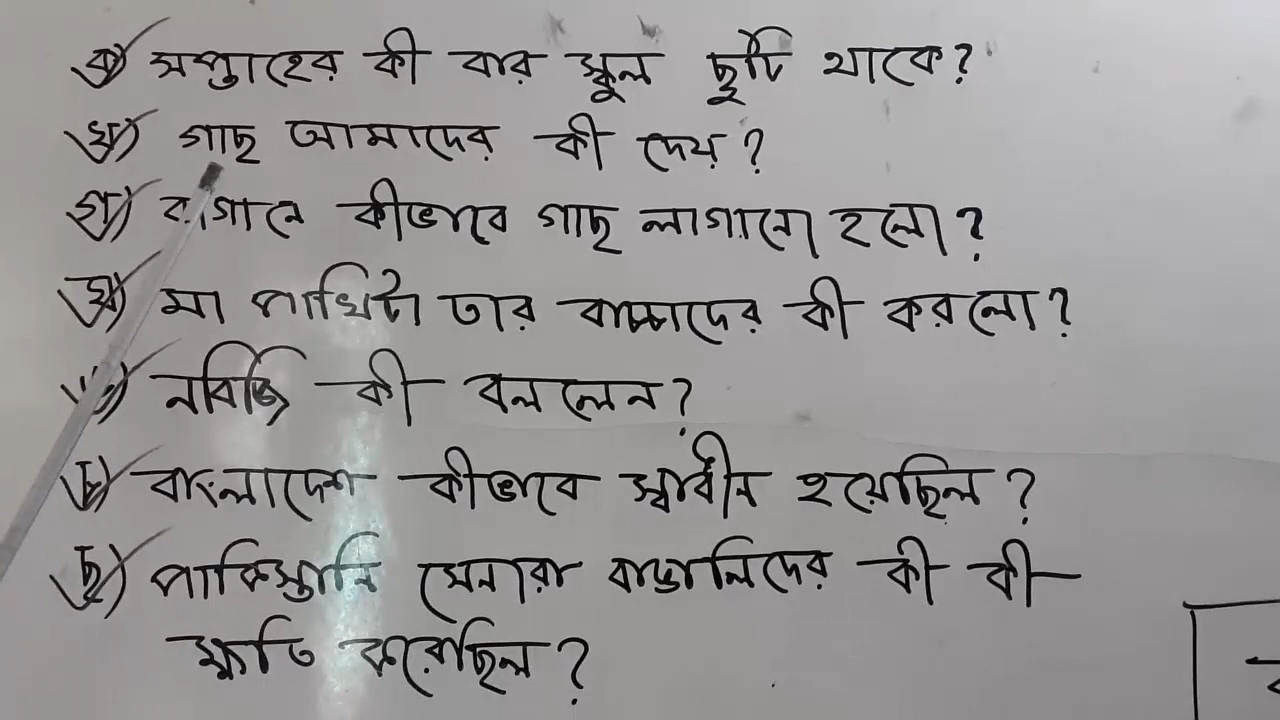 ক) সপ্তাহের কী বার স্কুল ছুটি থাকে?
খ) গাছ আমাদের কী দেয়?
গ) বাগানে কীভাবে গাছ লাগানো হলো?
ঘ) মা পাখিটা তার বাচ্চাদের কী করলো?
ঙ) নবিজি কী বললেন?
চ) বাংলাদেশ কীভাবে স্বাধীন হয়েছিল?
ছ) পাকিস্তানি সেনারা বাঙালিদের কী কী
ক্ষতি করেছিল?